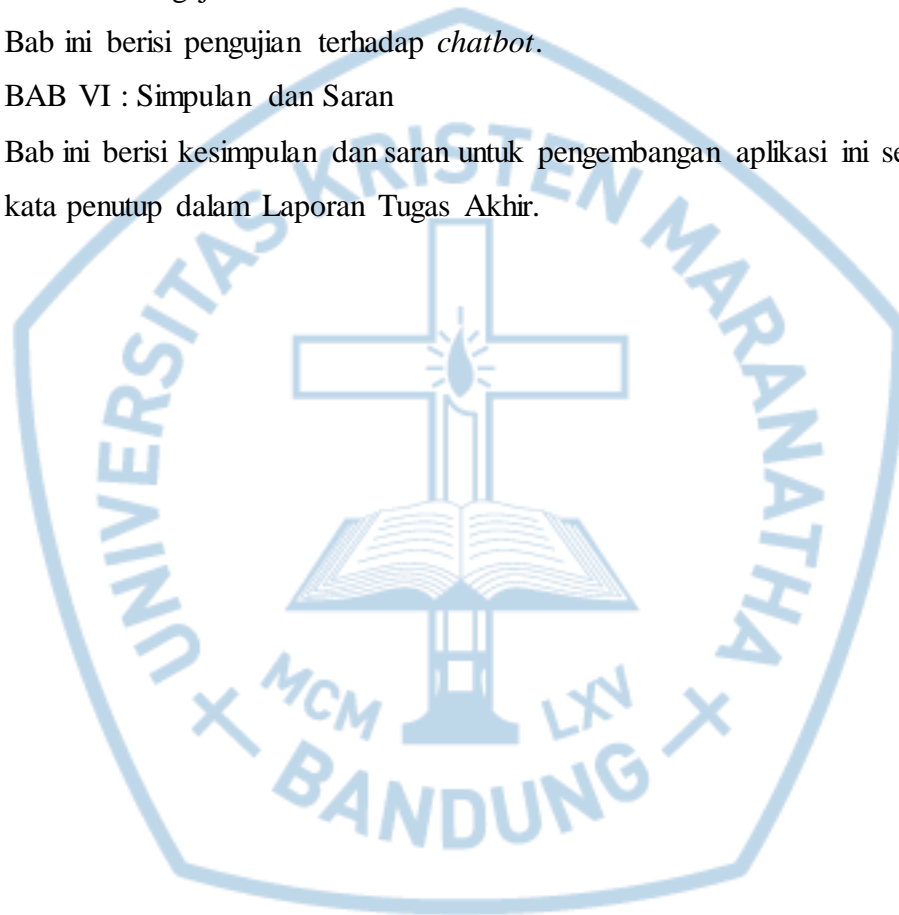 Bab ini berisi pengujian terhadap chatbot.
BAB VI : Simpulan dan Saran
Bab ini berisi kesimpulan dan saran untuk pengembangan aplikasi ini se
kata penutup dalam Laporan Tugas Akhir.
UNIVERSITAS KRISTEN MARANATHA
MCM LXV
BANDUNG